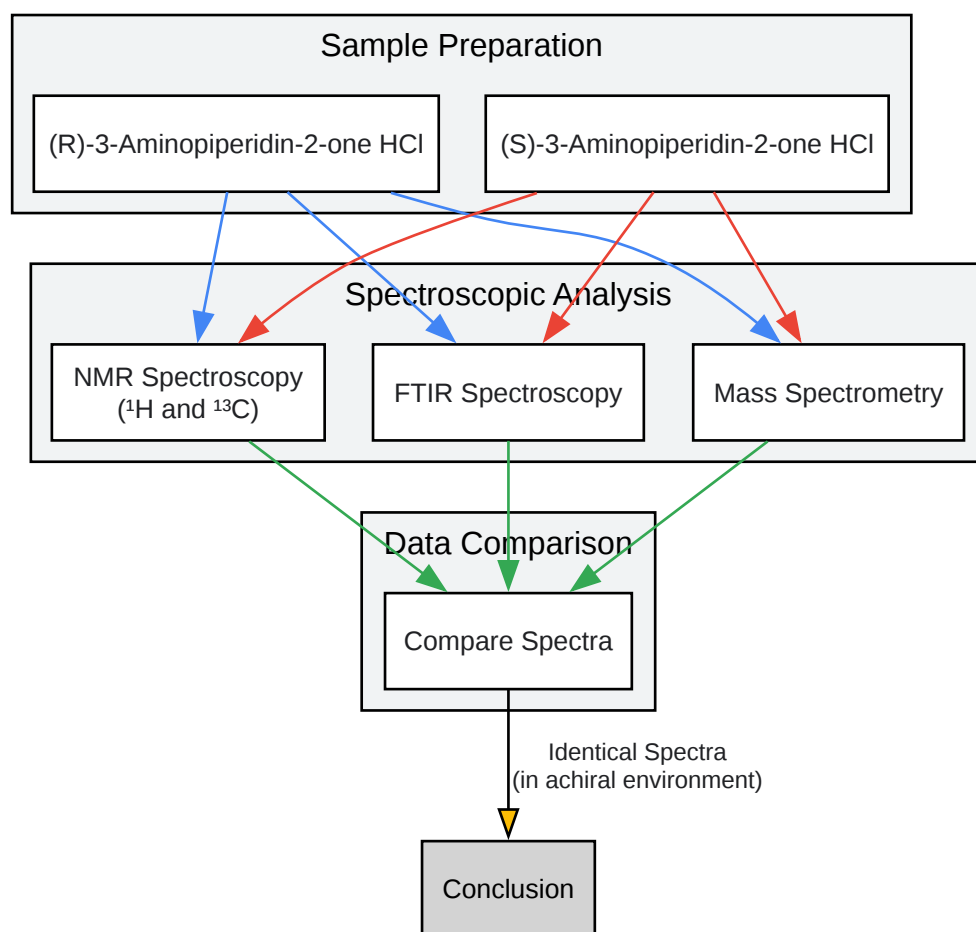 Sample Preparation
(R)-3-Aminopiperidin-2-one HCl
(S)-3-Aminopiperidin-2-one HCl
Spectroscopic Analysis
NMR Spectroscopy
(¹H and ¹³C)
FTIR Spectroscopy
Mass Spectrometry
Data Comparison
Compare Spectra
Identical Spectra
(in achiral environment)
Conclusion